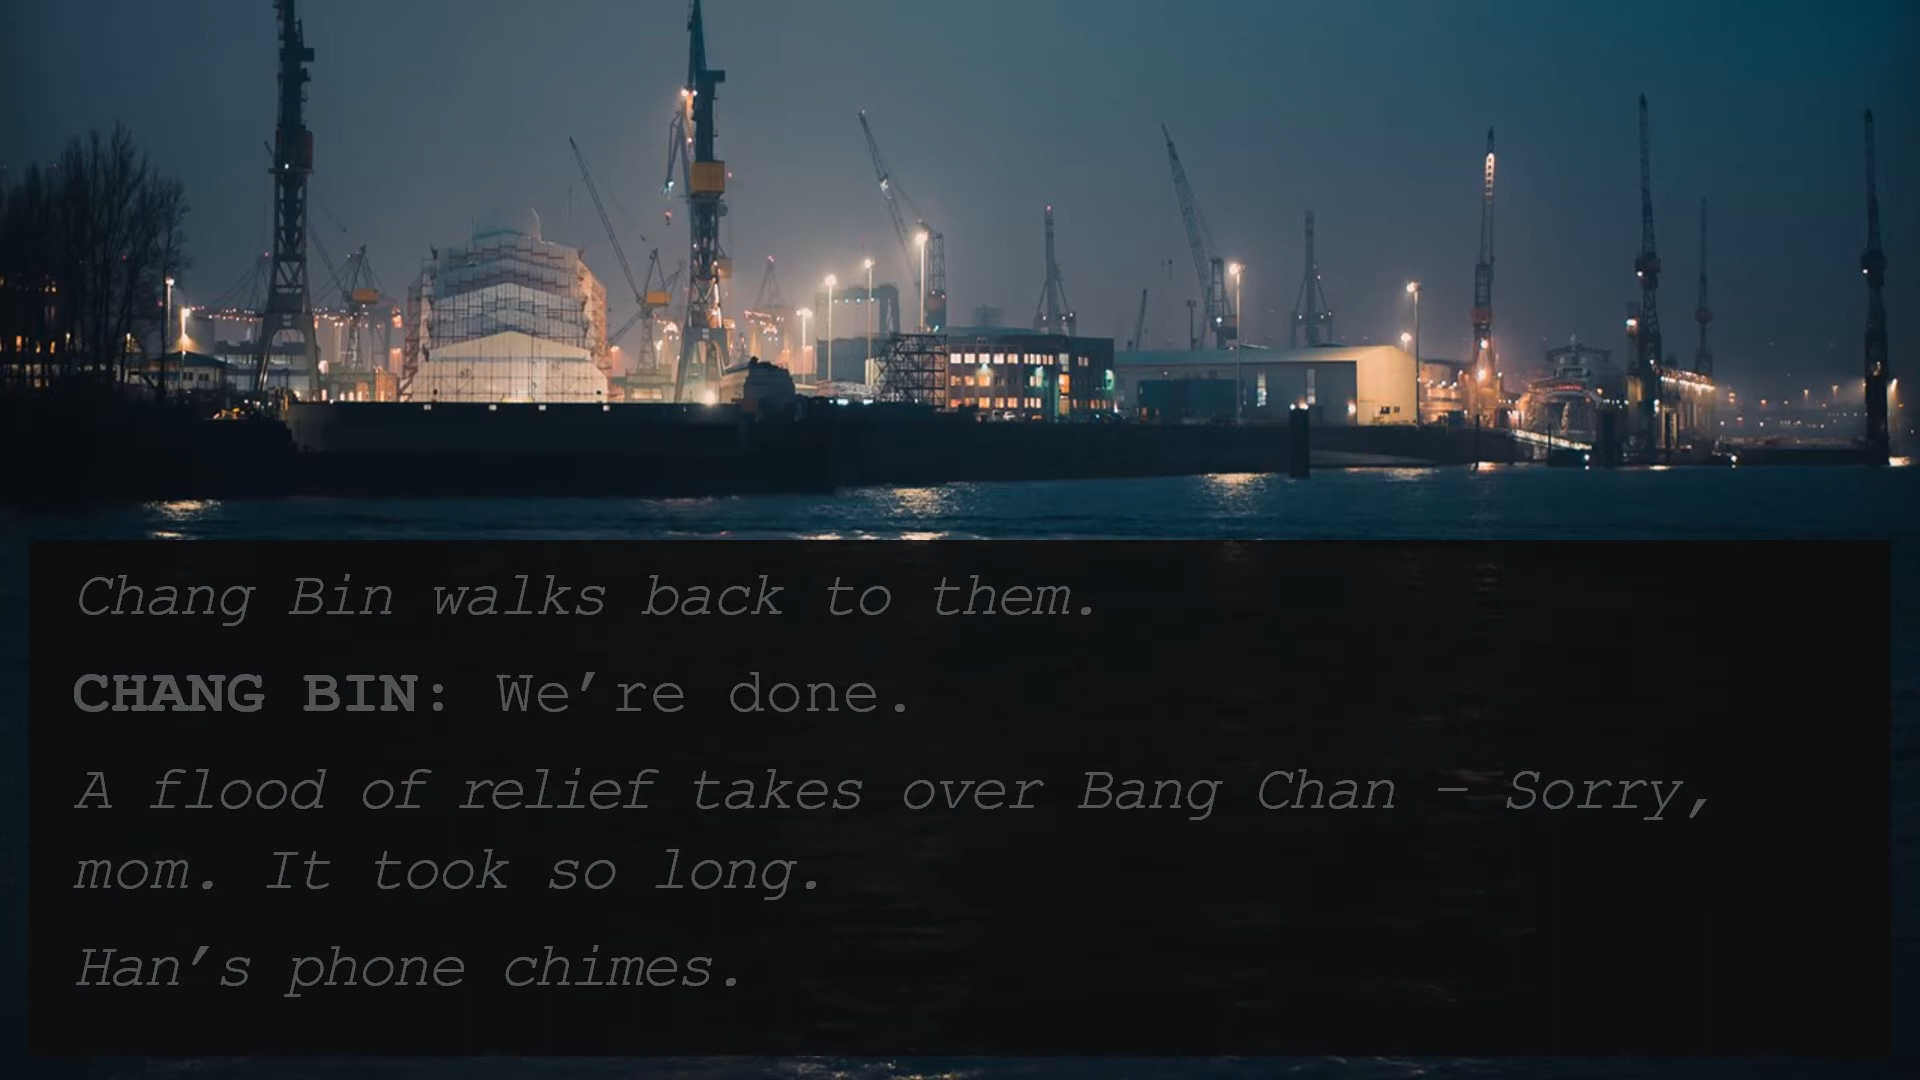 Chang Bin walks back to them.
CHANG BIN: We’re done.
A flood of relief takes over Bang Chan – Sorry,
mom. It took so long.
Han’s phone chimes.